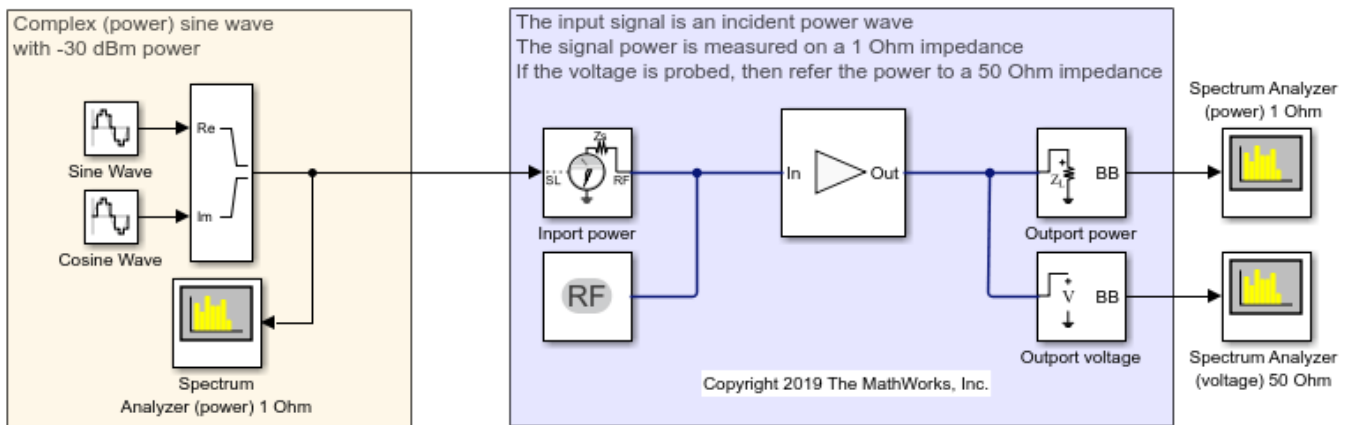 Complex (power) sine wave
with -30 dBm power
Sine Wave
Cosine Wave
Re
Im
Spectrum
Analyzer (power) 1 Ohm
The input signal is an incident power wave
The signal power is measured on a 1 Ohm impedance
If the voltage is probed, then refer the power to a 50 Ohm impedance
SL
Zs
RF
Inport power
RF
In
Out
ZL
BB
Outport power
V
BB
Outport voltage
Copyright 2019 The MathWorks, Inc.
Spectrum Analyzer
(power) 1 Ohm
Spectrum Analyzer
(voltage) 50 Ohm